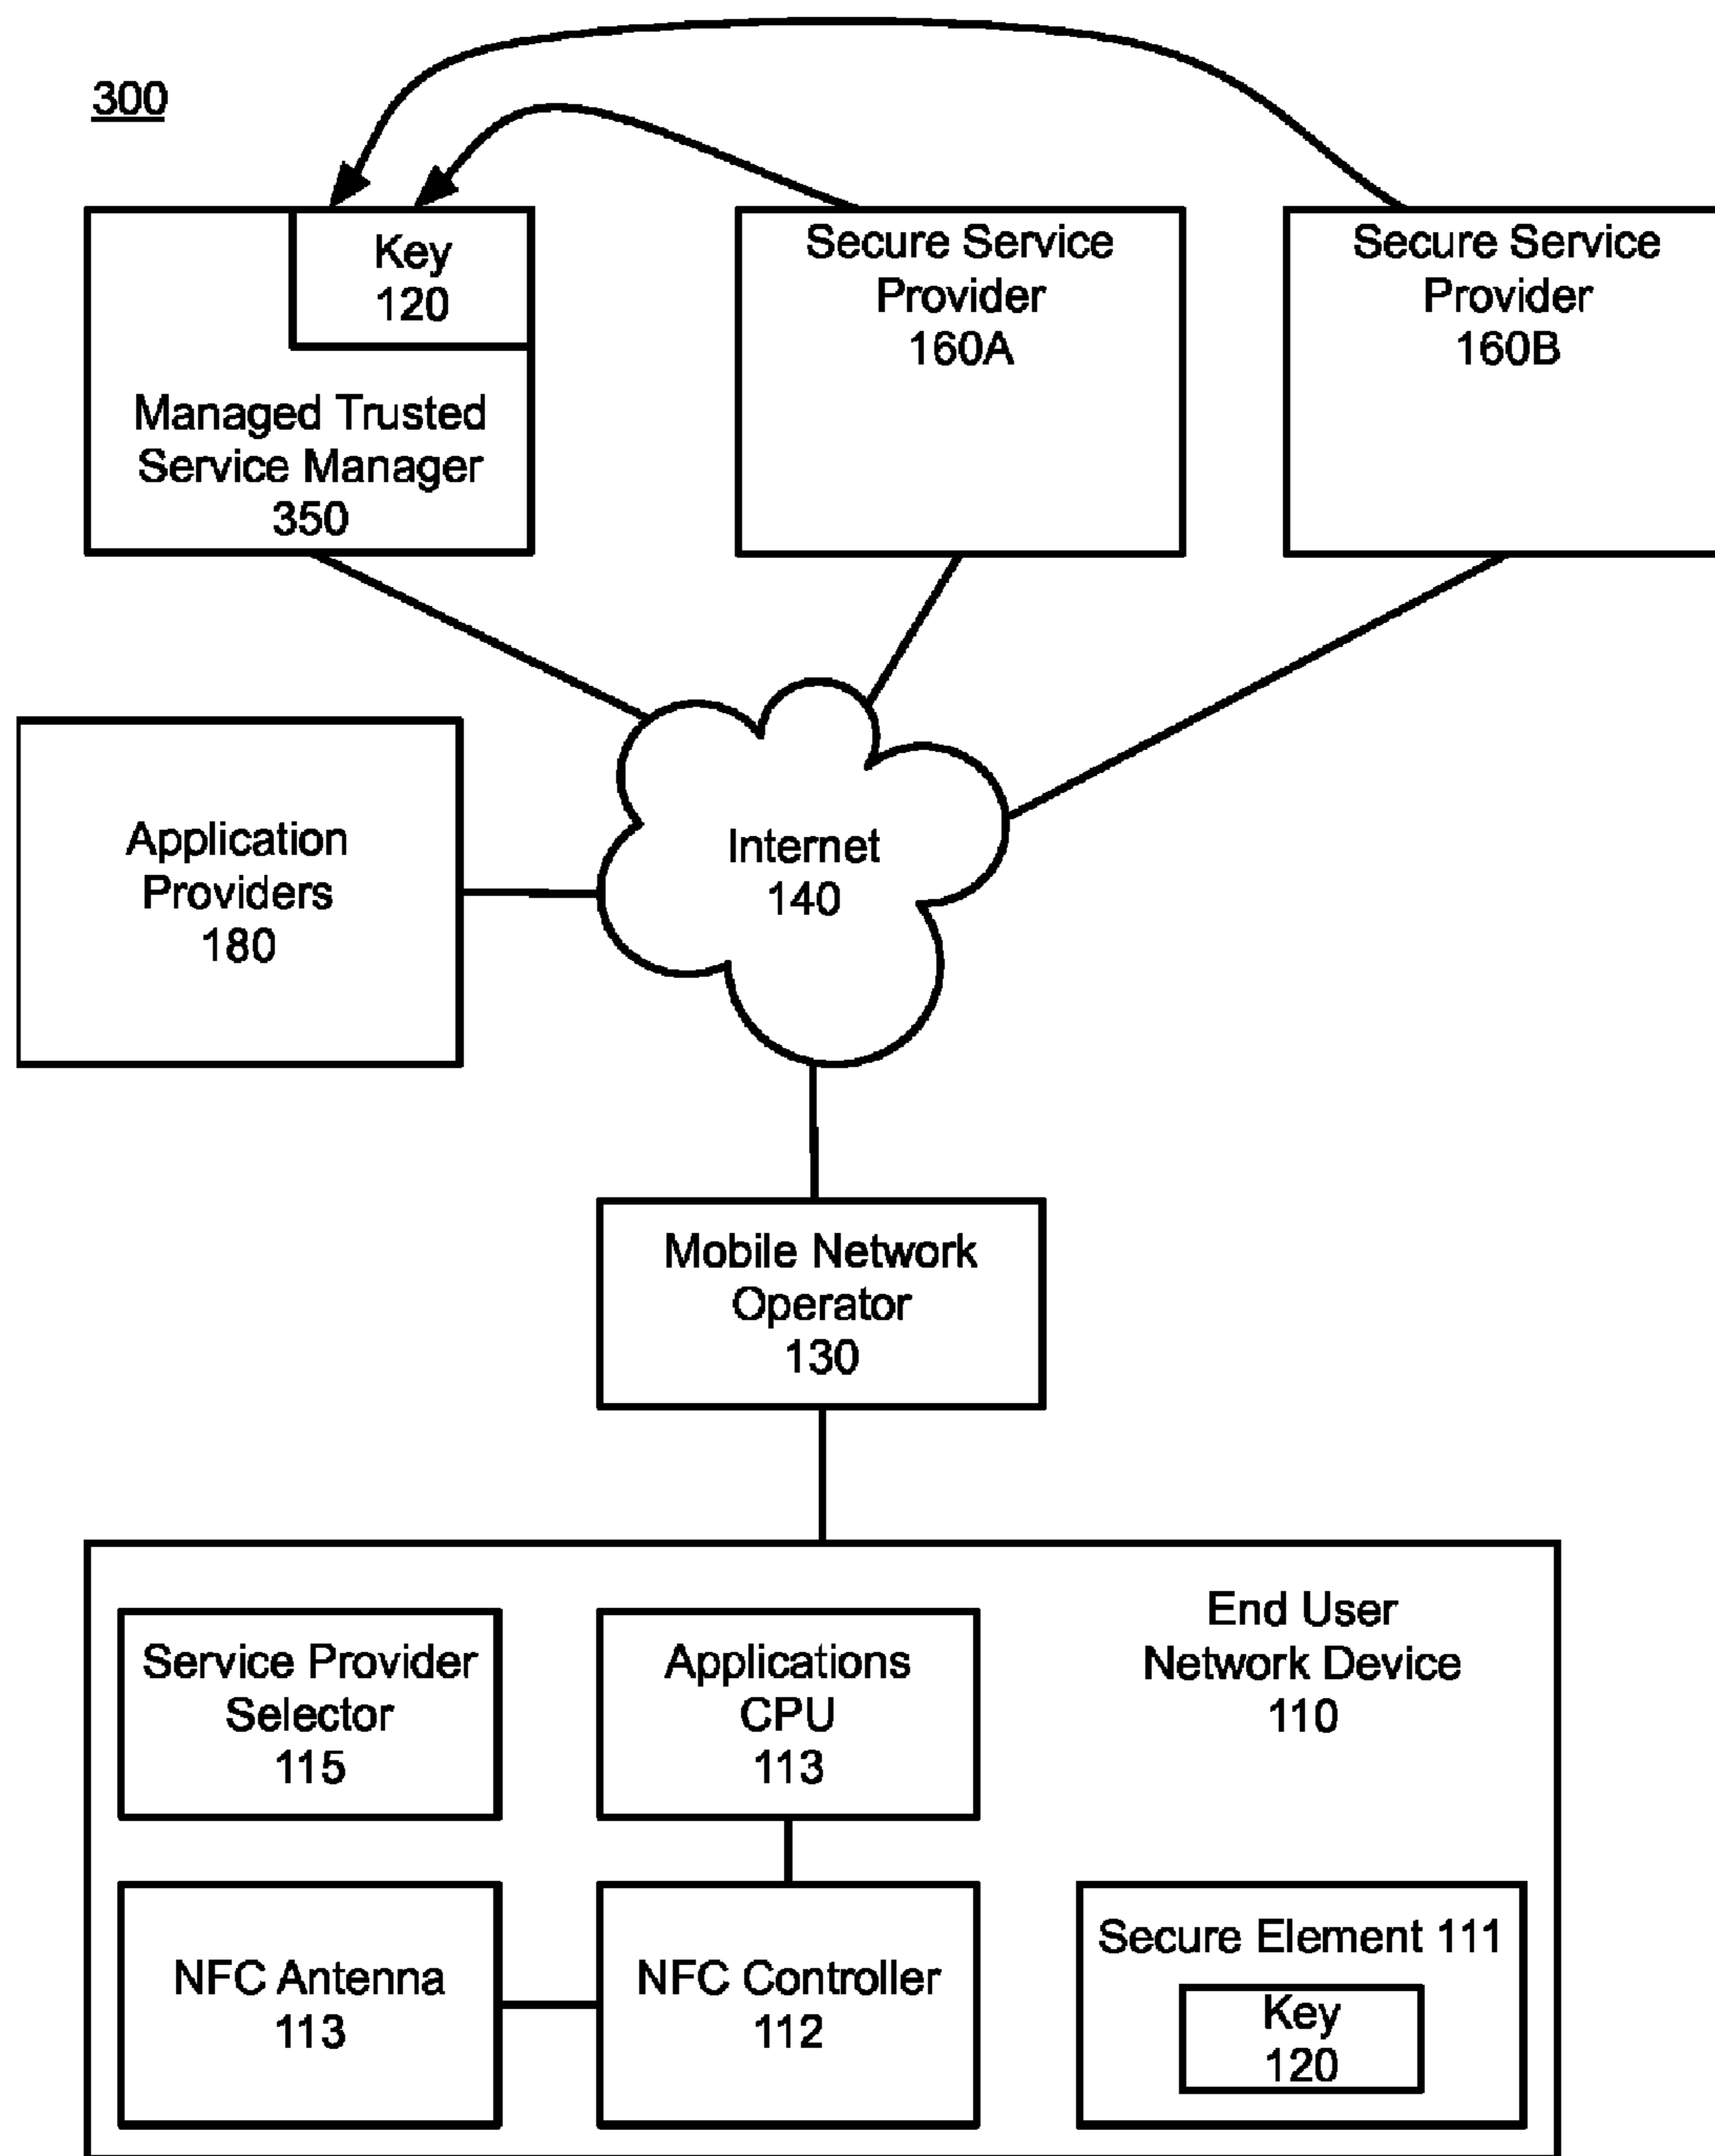 300
Key
120
Managed Trusted
Service Manager
350
Secure Service
Provider
160A
Secure Service
Provider
160B
Application
Providers
180
Internet
140
Mobile Network
Operator
130
End User
Network Device
110
Service Provider
Selector
115
Applications
CPU
113
NFC Antenna
113
NFC Controller
112
Secure Element 111
Key
120